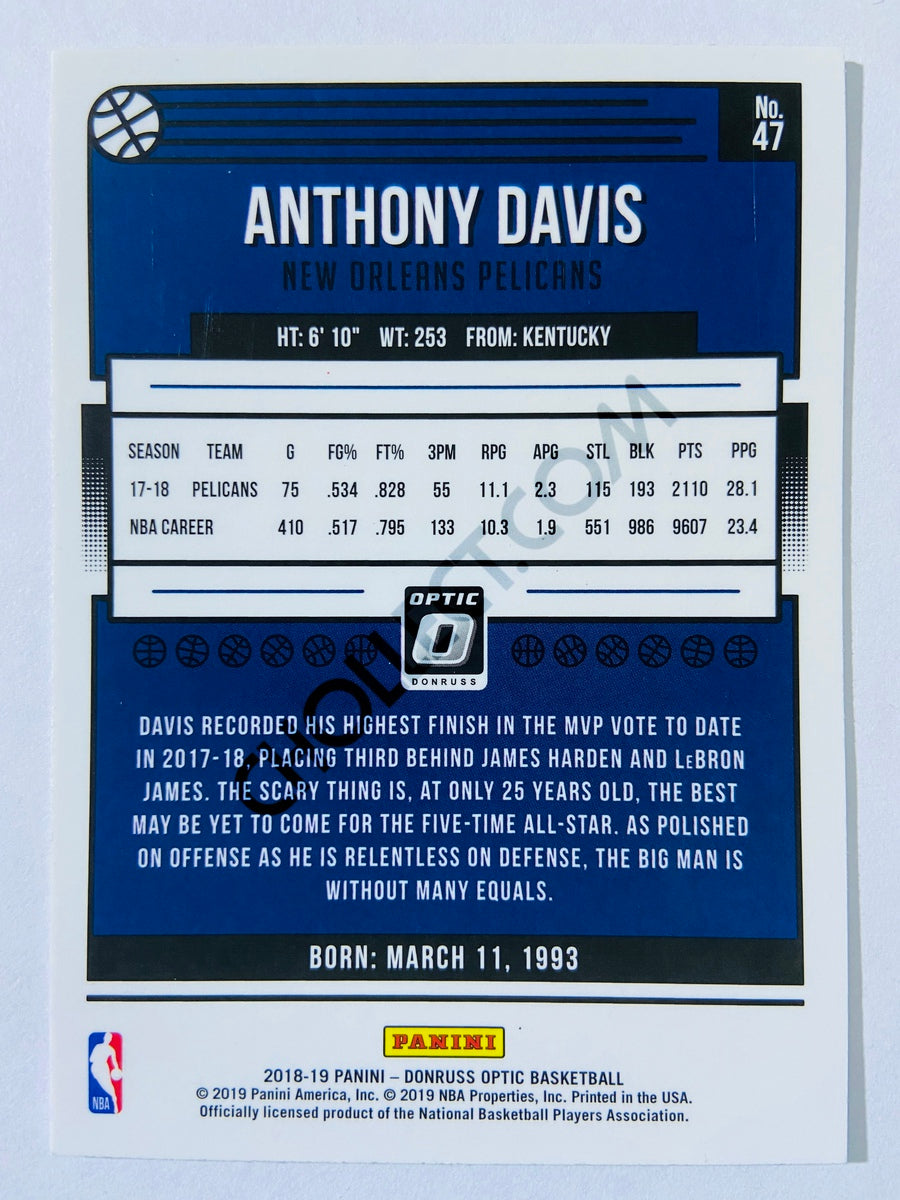 No.
47
ANTHONY DAVIS
NEW ORLEANS PELICANS
HT: 6' 10" WT: 253 FROM: KENTUCKY
SEASON TEAM G FG% FT% 3PM RPG APG STL BLK PTS PPG
17-18 PELICANS 75 .534 .828 55 11.1 2.3 115 193 2110 28.1
NBA CAREER 410 .517 .795 133 10.3 1.9 551 986 9607 23.4
OPTIC
DONRUSS
CHOLLECT.COM
DAVIS RECORDED HIS HIGHEST FINISH IN THE MVP VOTE TO DATE
IN 2017-18, PLACING THIRD BEHIND JAMES HARDEN AND LeBRON
JAMES. THE SCARY THING IS, AT ONLY 25 YEARS OLD, THE BEST
MAY BE YET TO COME FOR THE FIVE-TIME ALL-STAR. AS POLISHED
ON OFFENSE AS HE IS RELENTLESS ON DEFENSE, THE BIG MAN IS
WITHOUT MANY EQUALS.
BORN: MARCH 11, 1993
PANINI
NBA
2018-19 PANINI – DONRUSS OPTIC BASKETBALL
© 2019 Panini America, Inc. © 2019 NBA Properties, Inc. Printed in the USA.
Officially licensed product of the National Basketball Players Association.